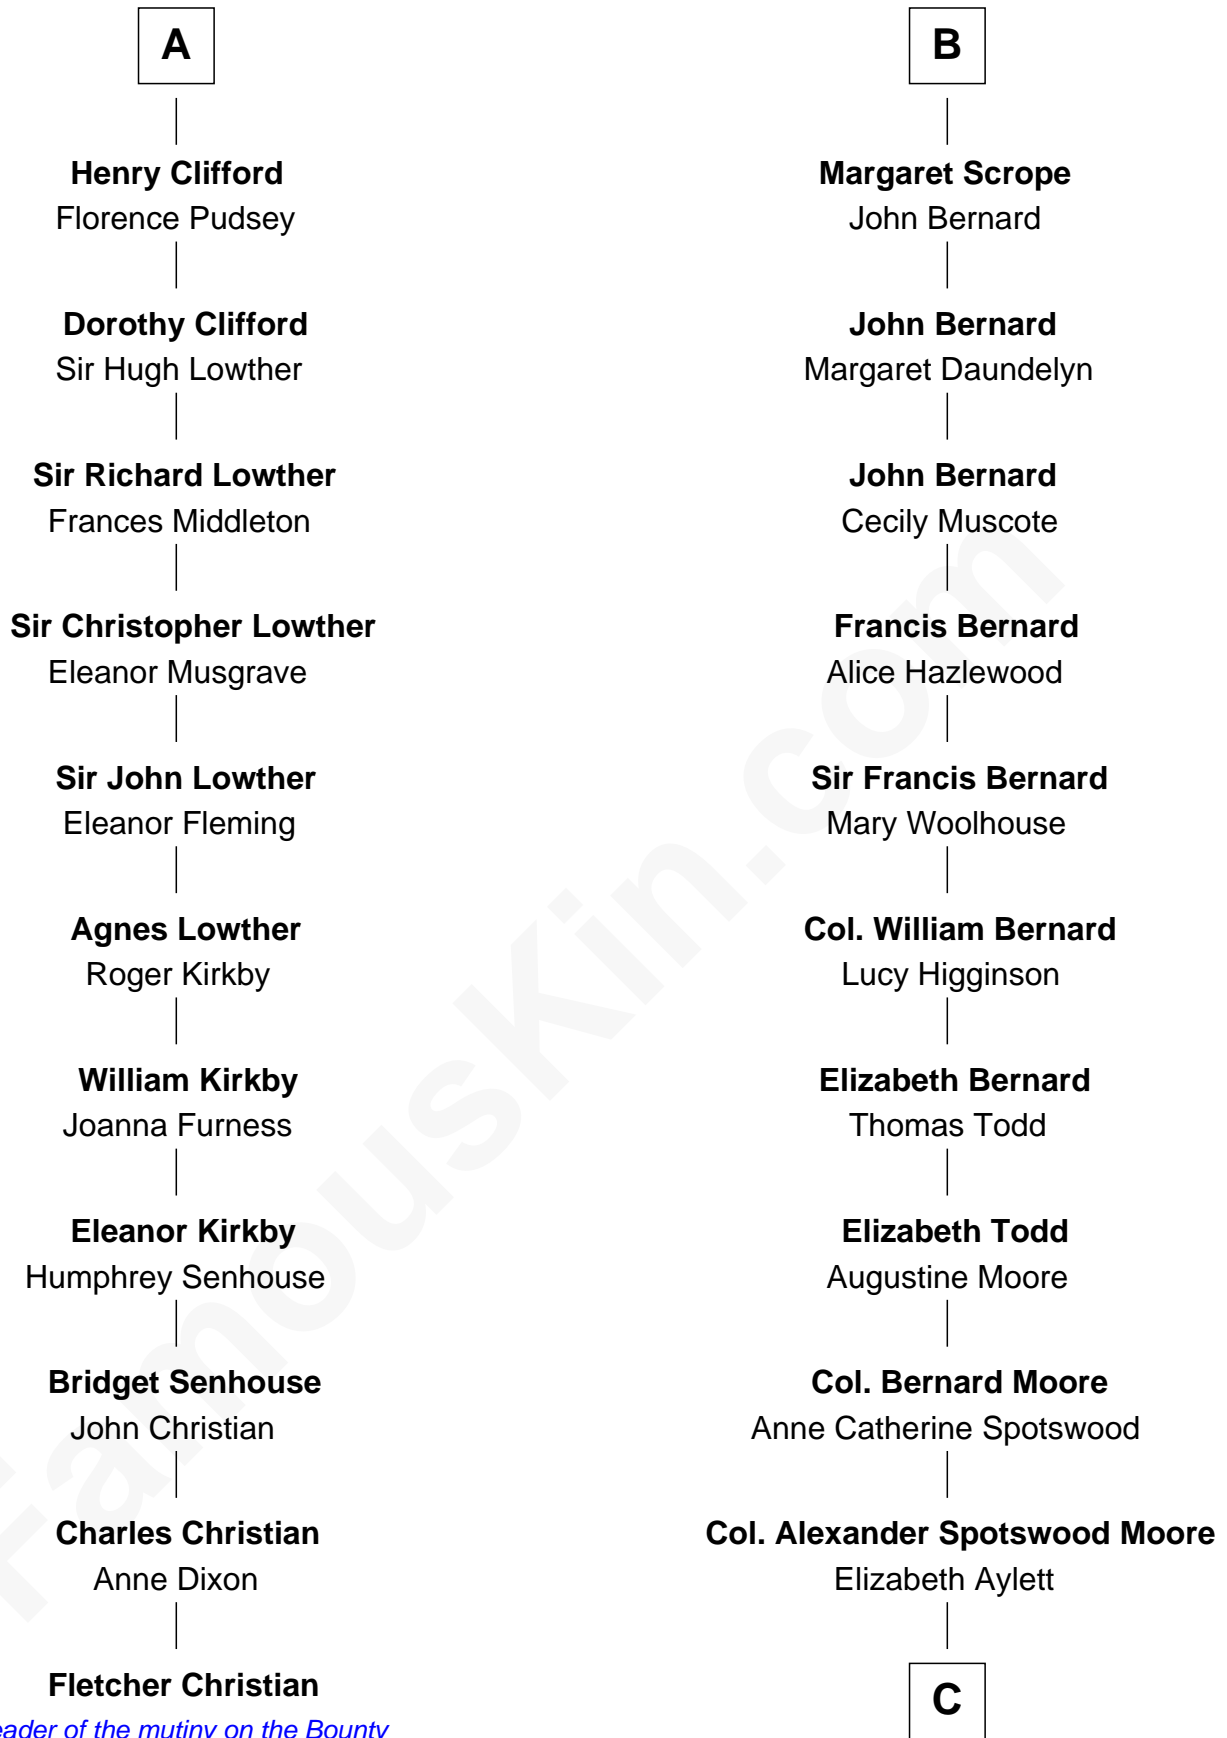 A
Henry Clifford
Florence Pudsey
Dorothy Clifford
Sir Hugh Lowther
Sir Richard Lowther
Frances Middleton
Sir Christopher Lowther
Eleanor Musgrave
Sir John Lowther
Eleanor Fleming
Agnes Lowther
Roger Kirkby
William Kirkby
Joanna Furness
Eleanor Kirkby
Humphrey Senhouse
Bridget Senhouse
John Christian
Charles Christian
Anne Dixon
Fletcher Christian
eader of the mutiny on the Bounty
B
Margaret Scrope
John Bernard
John Bernard
Margaret Daundelyn
John Bernard
Cecily Muscote
Francis Bernard
Alice Hazlewood
Sir Francis Bernard
Mary Woolhouse
Col. William Bernard
Lucy Higginson
Elizabeth Bernard
Thomas Todd
Elizabeth Todd
Augustine Moore
Col. Bernard Moore
Anne Catherine Spotswood
Col. Alexander Spotswood Moore
Elizabeth Aylett
C
FamousKin.com